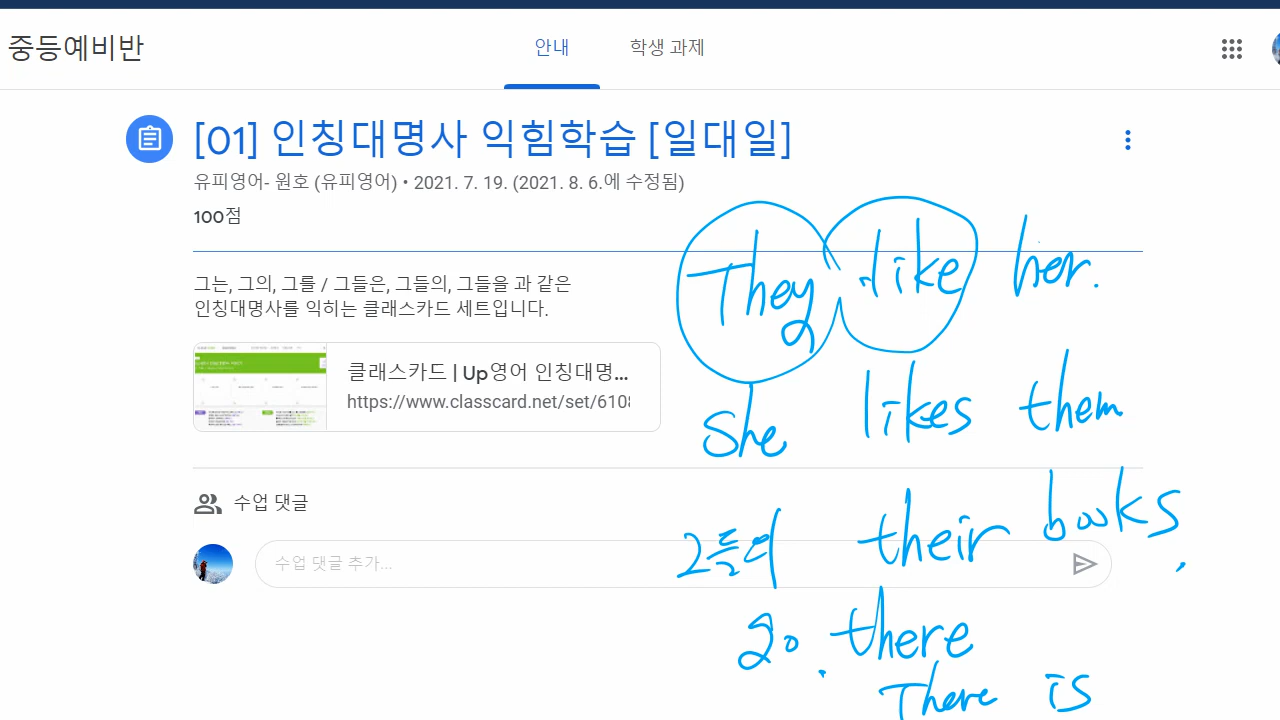 중등예비반
안내
학생 과제
[01] 인칭대명사 익힘학습 [일대일]
유피영어- 원호 (유피영어) • 2021. 7. 19. (2021. 8. 6.에 수정됨)
100점
They like her.
그는, 그의, 그를 / 그들은, 그들의, 그들을 과 같은
인칭대명사를 익히는 클래스카드 세트입니다.
클래스카드 | Up영어 인칭대명...
https://www.classcard.net/set/6108
She likes them
수업 댓글
그들의 their books.
수업 댓글 추가...
go. there
There is